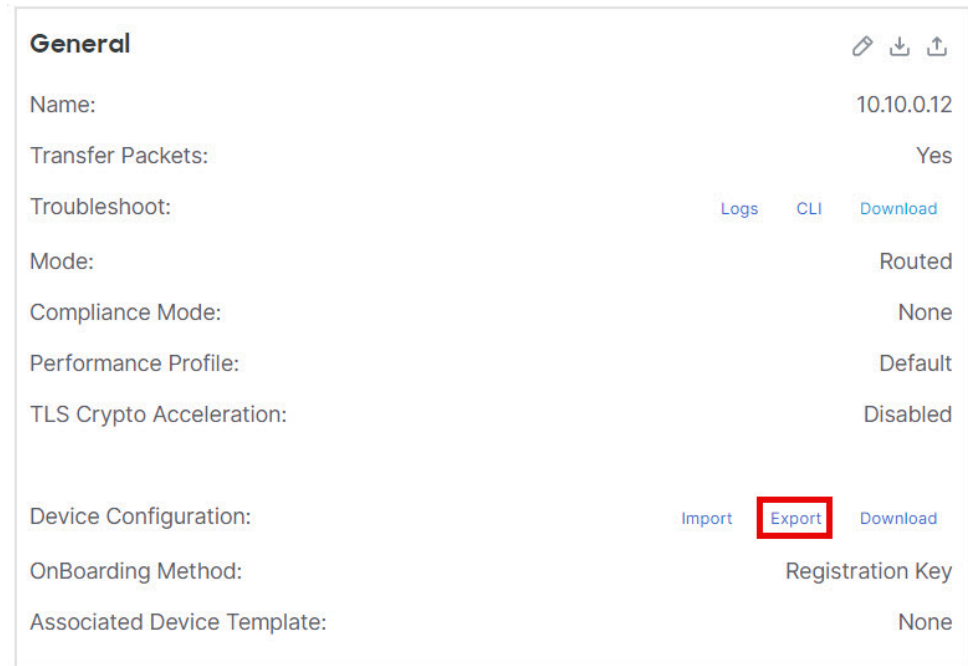 General
Name: 10.10.0.12
Transfer Packets: Yes
Troubleshoot: Logs CLI Download
Mode: Routed
Compliance Mode: None
Performance Profile: Default
TLS Crypto Acceleration: Disabled
Device Configuration: Import Export Download
OnBoarding Method: Registration Key
Associated Device Template: None